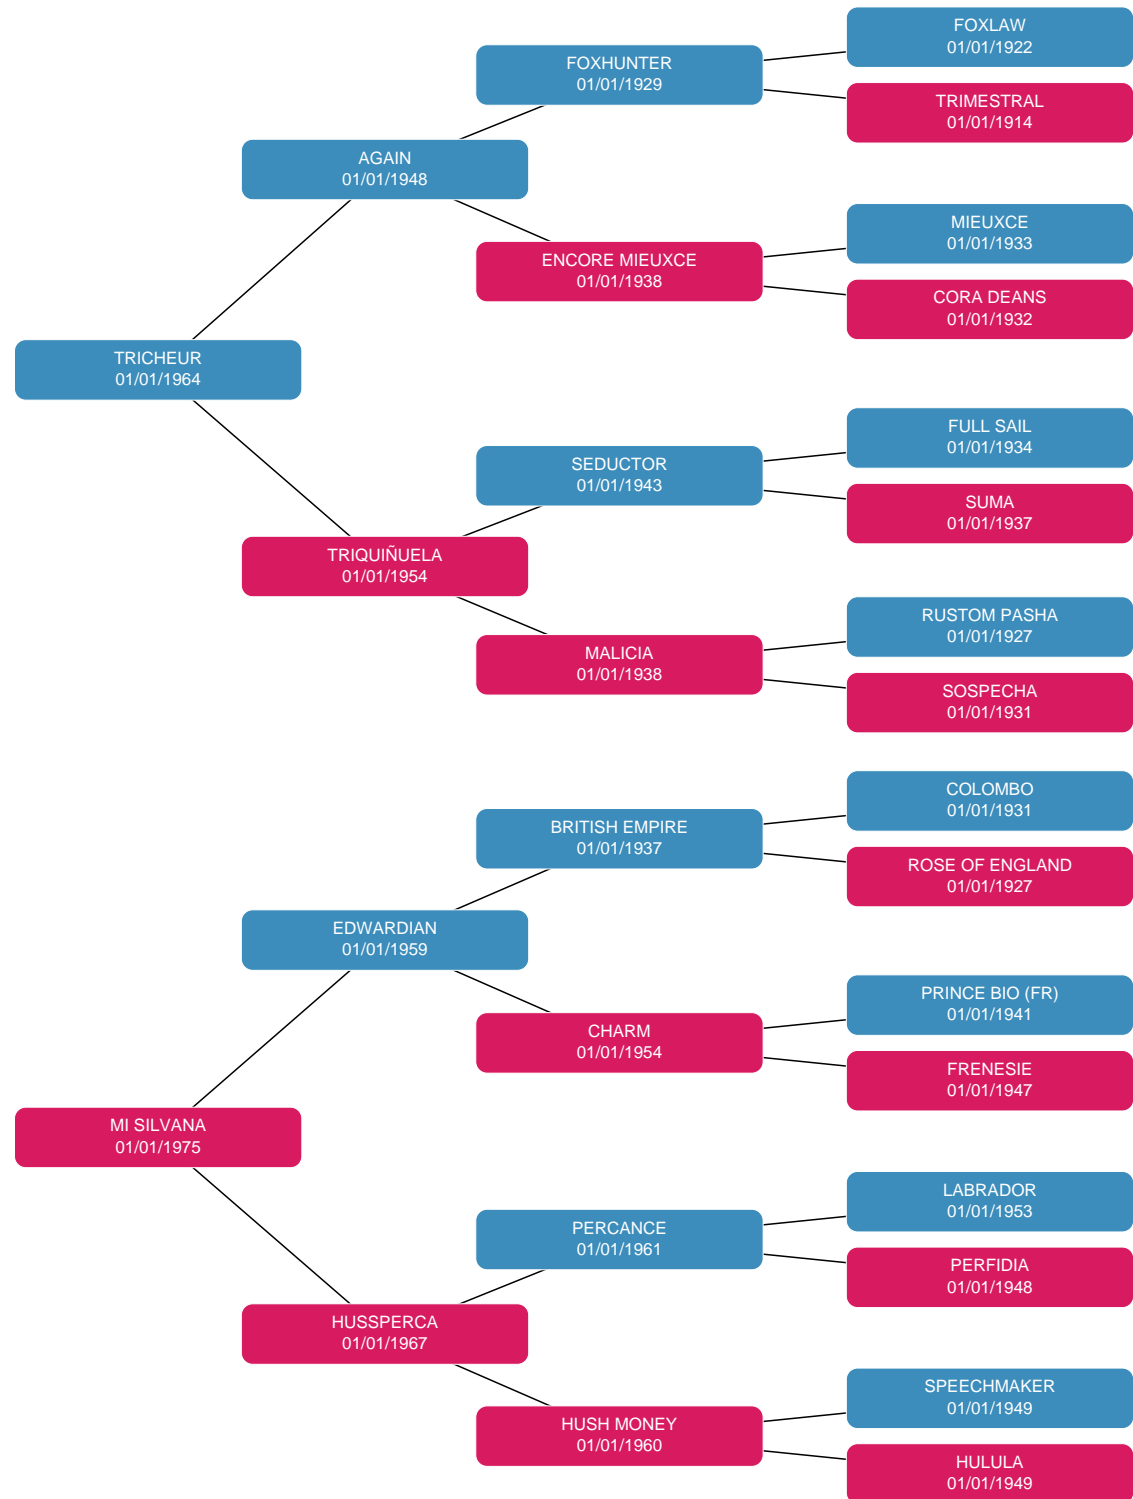 FOXLAW
01/01/1922
FOXHUNTER
01/01/1929
TRIMESTRAL
01/01/1914
AGAIN
01/01/1948
MIEUXCE
01/01/1933
ENCORE MIEUXCE
01/01/1938
CORA DEANS
01/01/1932
TRICHEUR
01/01/1964
FULL SAIL
01/01/1934
SEDUCTOR
01/01/1943
SUMA
01/01/1937
TRIQUIÑUELA
01/01/1954
RUSTOM PASHA
01/01/1927
MALICIA
01/01/1938
SOSPECHA
01/01/1931
COLOMBO
01/01/1931
BRITISH EMPIRE
01/01/1937
ROSE OF ENGLAND
01/01/1927
EDWARDIAN
01/01/1959
PRINCE BIO (FR)
01/01/1941
CHARM
01/01/1954
FRENESIE
01/01/1947
MI SILVANA
01/01/1975
LABRADOR
01/01/1953
PERCANCE
01/01/1961
PERFIDIA
01/01/1948
HUSSPERCA
01/01/1967
SPEECHMAKER
01/01/1949
HUSH MONEY
01/01/1960
HULULA
01/01/1949